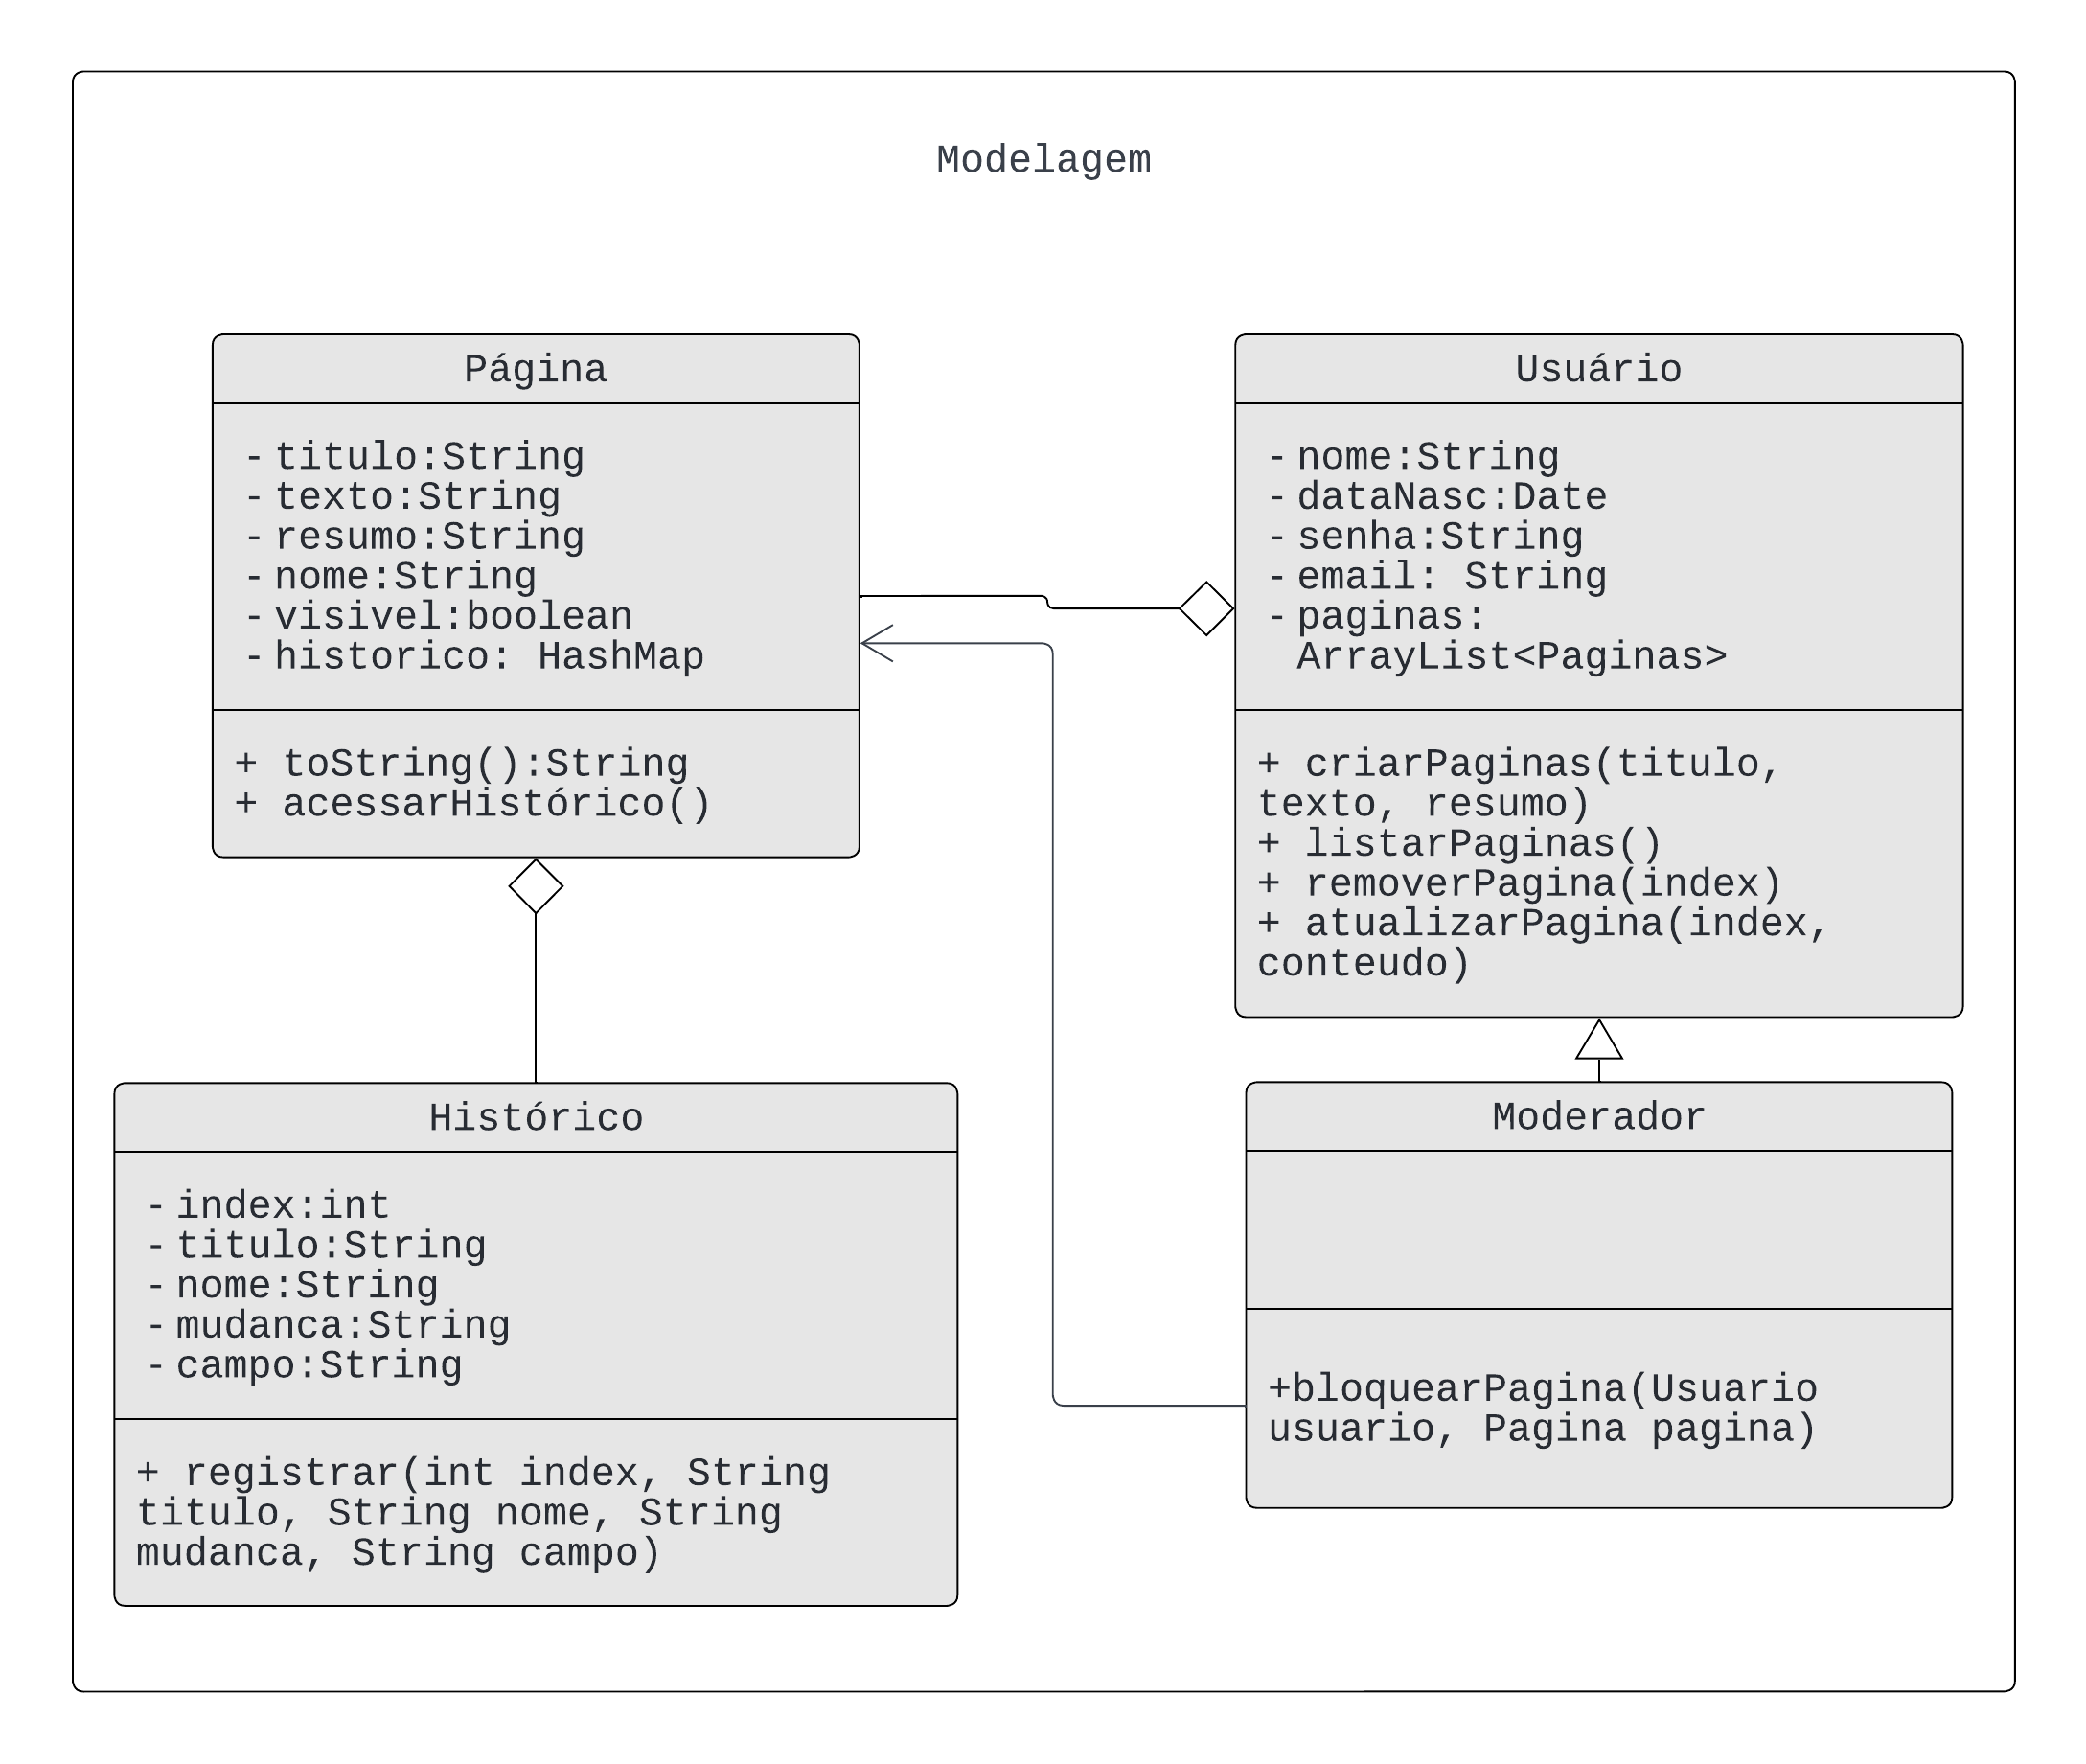 Modelagem
Página
- titulo:String
- texto:String
- resumo:String
- nome:String
- visivel:boolean
- historico: HashMap
+ toString():String
+ acessarHistórico()
Usuário
- nome:String
- dataNasc:Date
- senha:String
- email: String
- paginas:
ArrayList<Paginas>
+ criarPaginas(titulo,
texto, resumo)
+ listarPaginas()
+ removerPagina(index)
+ atualizarPagina(index,
conteudo)
Histórico
- index:int
- titulo:String
- nome:String
- mudanca:String
- campo:String
+ registrar(int index, String
titulo, String nome, String
mudanca, String campo)
Moderador
+bloquearPagina(Usuario
usuario, Pagina pagina)